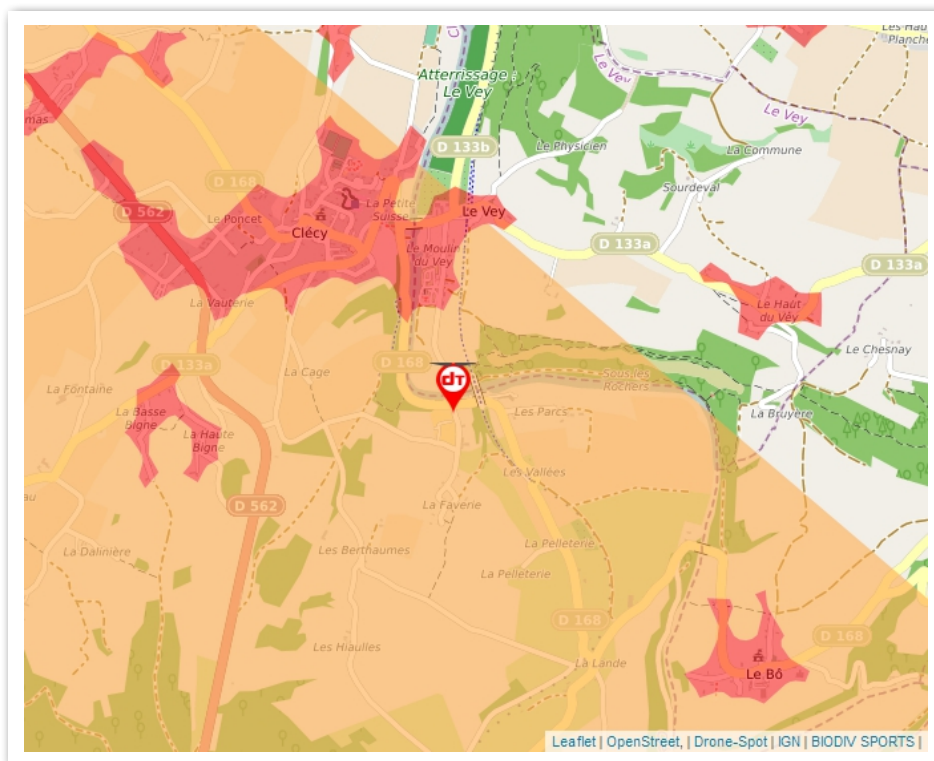 Les Hau
Planche
Atterrissage :
Le Vey
Le Vey
Le Vey
mas
D 133b
Le Physicien
La Commune
D 168
Sourdeval
D 562
Le Poncet
La Petite
Suisse
Le Vey
Clécy
D 133a
Le Moulin
du Vey
D 133a
La Vauterie
Le Haut
du Vey
Le Chesnay
D 133a
D 168
La Cage
Sous les
Rochers
La Fontaine
dT
La Basse
Bigne
Les Parcs
La Bruyère
La Haute
Bigne
Les Vallées
au
D 562
La Faverie
La Dalinière
Les Berthaumes
La Pelleterie
La Pelleterie
D 168
D 168
Les Hiaulles
La Lande
Le Bô
Leaflet | OpenStreet, | Drone-Spot | IGN | BIODIV SPORTS |